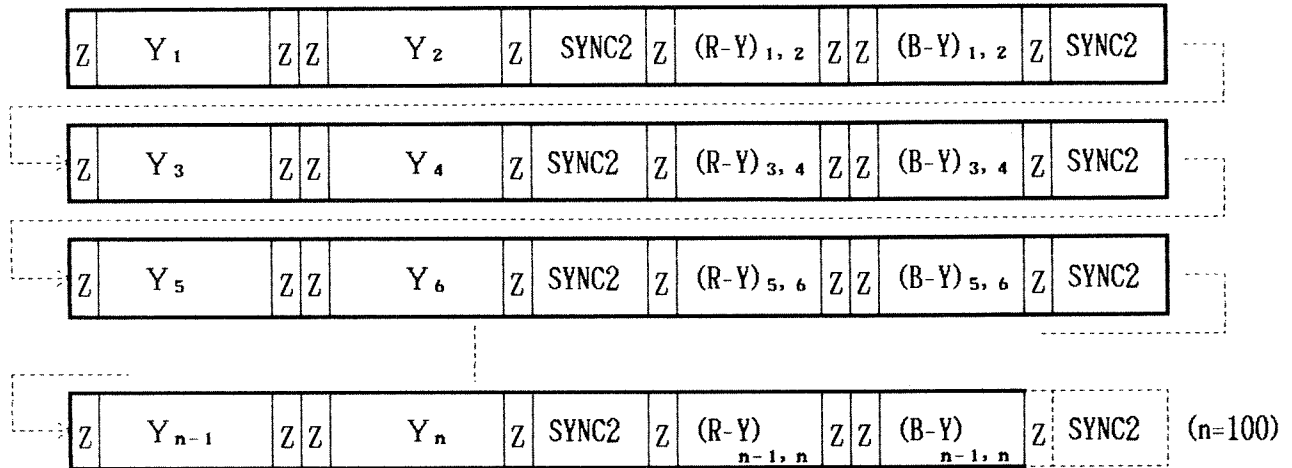 Z Y₁ Z Z Y₂ Z SYNC2 Z (R-Y)₁,₂ Z Z (B-Y)₁,₂ Z SYNC2
Z Y₃ Z Z Y₄ Z SYNC2 Z (R-Y)₃,₄ Z Z (B-Y)₃,₄ Z SYNC2
Z Y₅ Z Z Y₆ Z SYNC2 Z (R-Y)₅,₆ Z Z (B-Y)₅,₆ Z SYNC2
Z Yₙ₋₁ Z Z Yₙ Z SYNC2 Z (R-Y)ₙ₋₁,ₙ Z Z (B-Y)ₙ₋₁,ₙ Z SYNC2 (n=100)